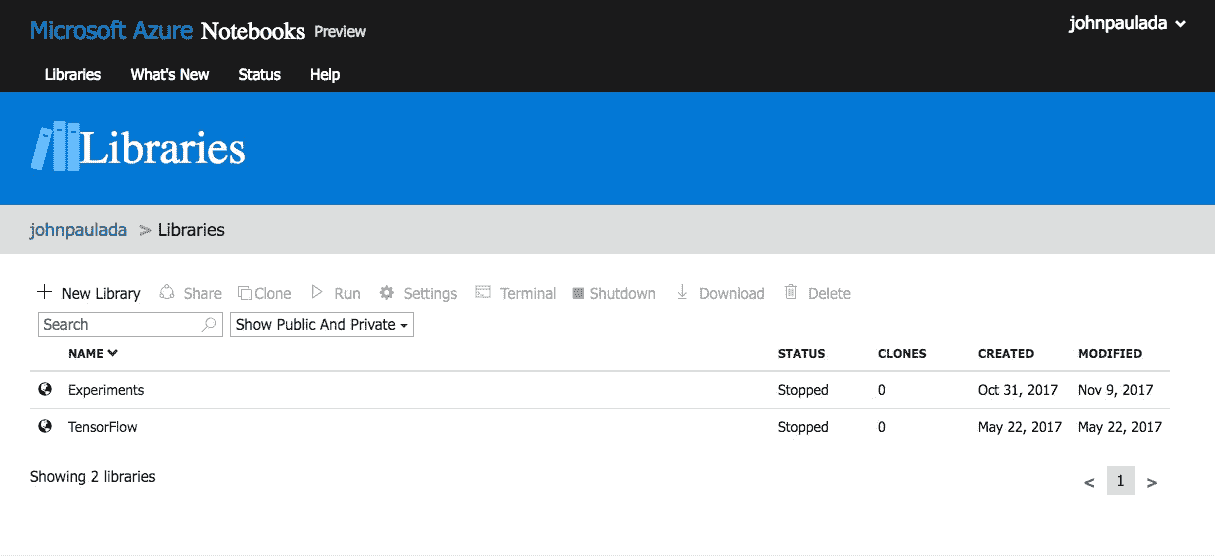 Microsoft Azure Notebooks Preview
johnpaulada
Libraries What's New Status Help
Libraries
johnpaulada > Libraries
New Library Share Clone Run Settings Terminal Shutdown Download Delete
Search Show Public And Private
NAME STATUS CLONES CREATED MODIFIED
Experiments Stopped 0 Oct 31, 2017 Nov 9, 2017
TensorFlow Stopped 0 May 22, 2017 May 22, 2017
Showing 2 libraries
< 1 >